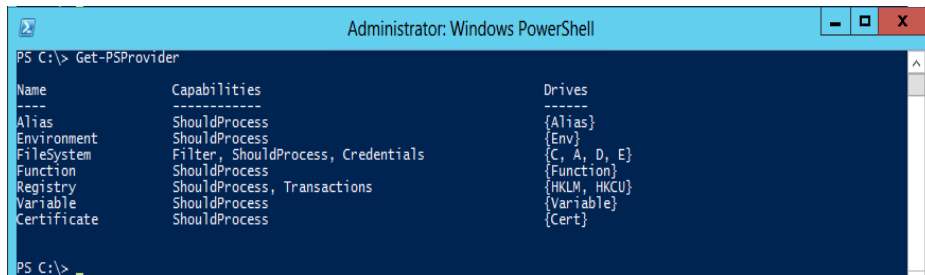 Administrator: Windows PowerShell
PS C:\> Get-PSProvider
Name Capabilities Drives
---- ------------ ------
Alias ShouldProcess {Alias}
Environment ShouldProcess {Env}
FileSystem Filter, ShouldProcess, Credentials {C, A, D, E}
Function ShouldProcess {Function}
Registry ShouldProcess, Transactions {HKLM, HKCU}
Variable ShouldProcess {Variable}
Certificate ShouldProcess {Cert}
PS C:\> _